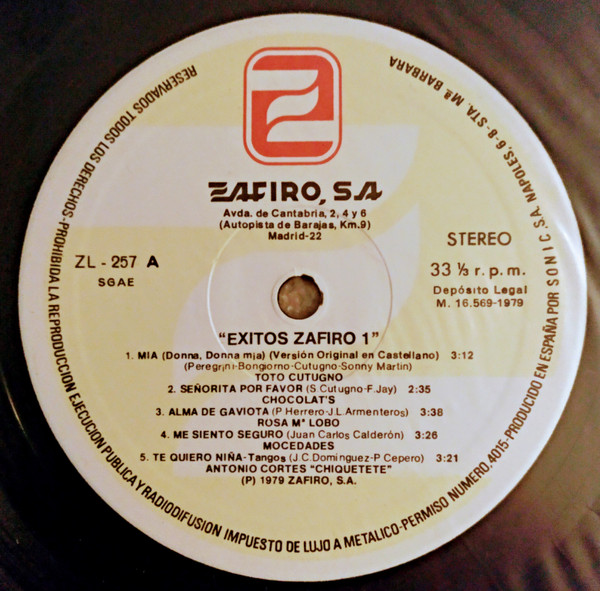 ZAFIRO, S.A
Avda. de Cantabria, 2, 4 y 6
(Autopista de Barajas, Km. 9)
Madrid-22
ZL - 257 A
SGAE
STEREO
33 ⅓ r. p. m.
Depósito Legal
M. 16.569-1979
"EXITOS ZAFIRO 1"
1. MIA (Donna, Donna mia) (Versión Original en Castellano) 3:12
(Peregrini-Bongiorno-Cutugno-Sonny Martin)
TOTO CUTUGNO
2. SEÑORITA POR FAVOR (S.Cutugno-F.Jay) 2:35
CHOCOLAT'S
3. ALMA DE GAVIOTA (P Herrero-J.L.Armenteros) 3:38
ROSA Mª LOBO
4. ME SIENTO SEGURO (Juan Carlos Calderón) 3:26
MOCEDADES
5. TE QUIERO NIÑA-Tangos (J.C.Dominguez-P Cepero) 3:21
ANTONIO CORTES "CHIQUETETE"
(P) 1979 ZAFIRO, S.A.
RESERVADOS TODOS LOS DERECHOS-PROHIBIDA LA REPRODUCCION EJECUCION PUBLICA Y RADIODIFUSION IMPUESTO DE LUJO A METALICO-PERMISO NUMERO.4015-PRODUCIDO EN ESPAÑA POR S O N I C , S.A. NAPOLES, 6-8-STA. Mª BARBARA